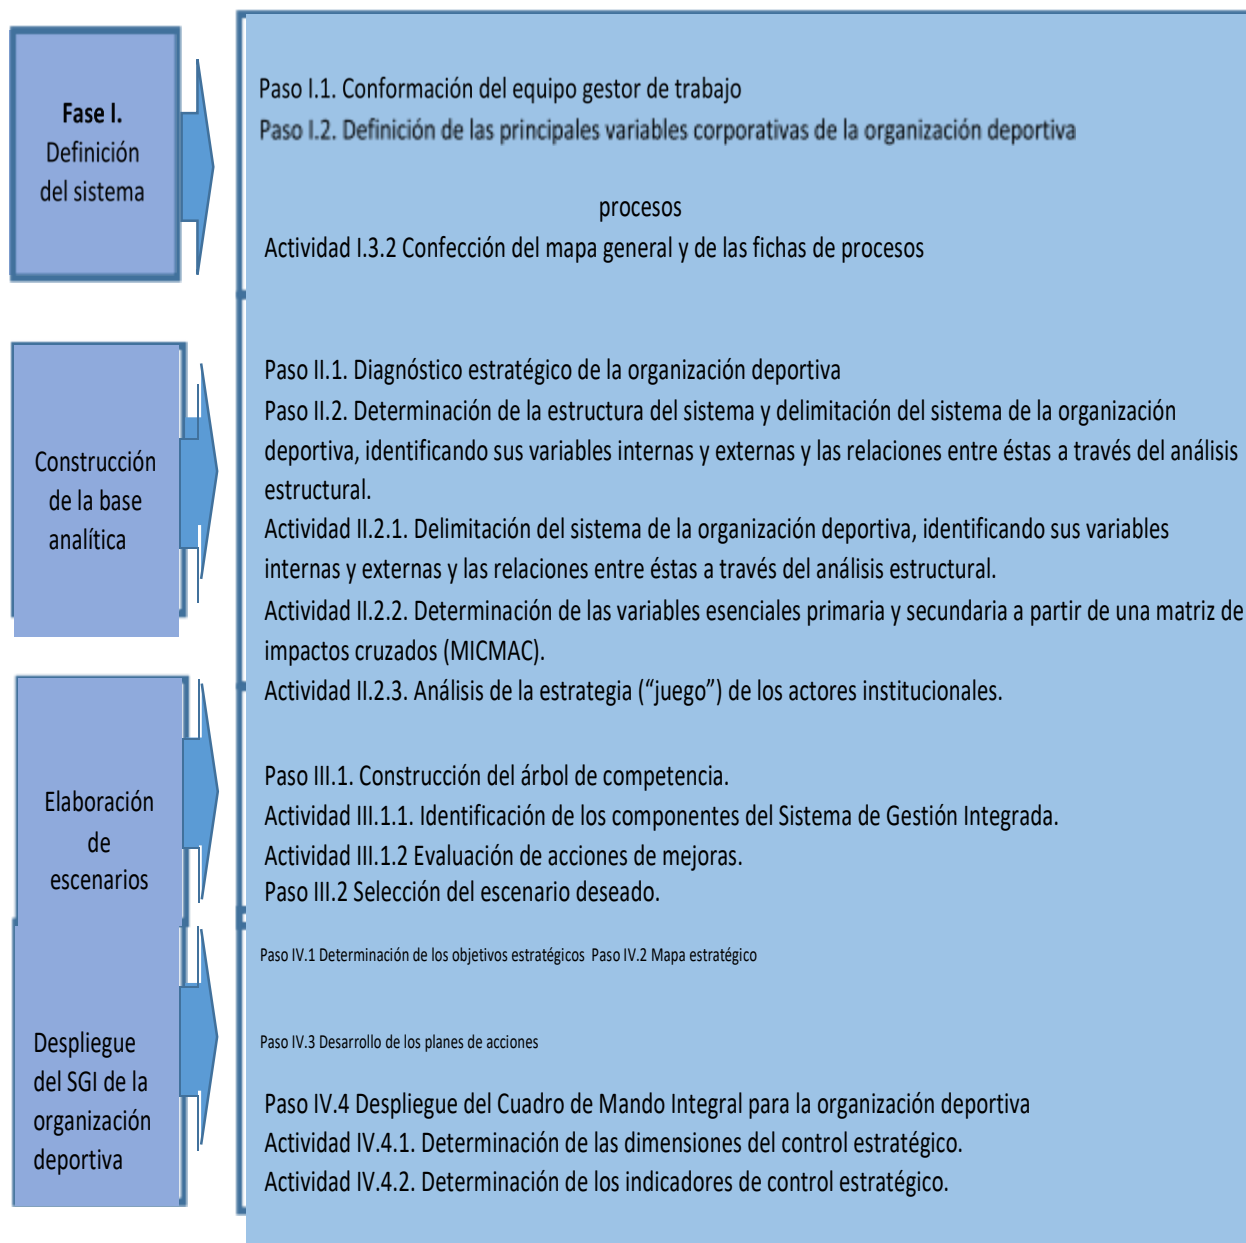 Fase I.
Definición
del sistema
Paso I.1. Conformación del equipo gestor de trabajo
Paso I.2. Definición de las principales variables corporativas de la organización deportiva
procesos
Actividad I.3.2 Confección del mapa general y de las fichas de procesos
Construcción
de la base
analítica
Paso II.1. Diagnóstico estratégico de la organización deportiva
Paso II.2. Determinación de la estructura del sistema y delimitación del sistema de la organización
deportiva, identificando sus variables internas y externas y las relaciones entre éstas a través del análisis
estructural.
Actividad II.2.1. Delimitación del sistema de la organización deportiva, identificando sus variables
internas y externas y las relaciones entre éstas a través del análisis estructural.
Actividad II.2.2. Determinación de las variables esenciales primaria y secundaria a partir de una matriz de
impactos cruzados (MICMAC).
Actividad II.2.3. Análisis de la estrategia (“juego”) de los actores institucionales.
Elaboración
de
escenarios
Paso III.1. Construcción del árbol de competencia.
Actividad III.1.1. Identificación de los componentes del Sistema de Gestión Integrada.
Actividad III.1.2 Evaluación de acciones de mejoras.
Paso III.2 Selección del escenario deseado.
Despliegue
del SGI de la
organización
deportiva
Paso IV.1 Determinación de los objetivos estratégicos Paso IV.2 Mapa estratégico
Paso IV.3 Desarrollo de los planes de acciones
Paso IV.4 Despliegue del Cuadro de Mando Integral para la organización deportiva
Actividad IV.4.1. Determinación de las dimensiones del control estratégico.
Actividad IV.4.2. Determinación de los indicadores de control estratégico.